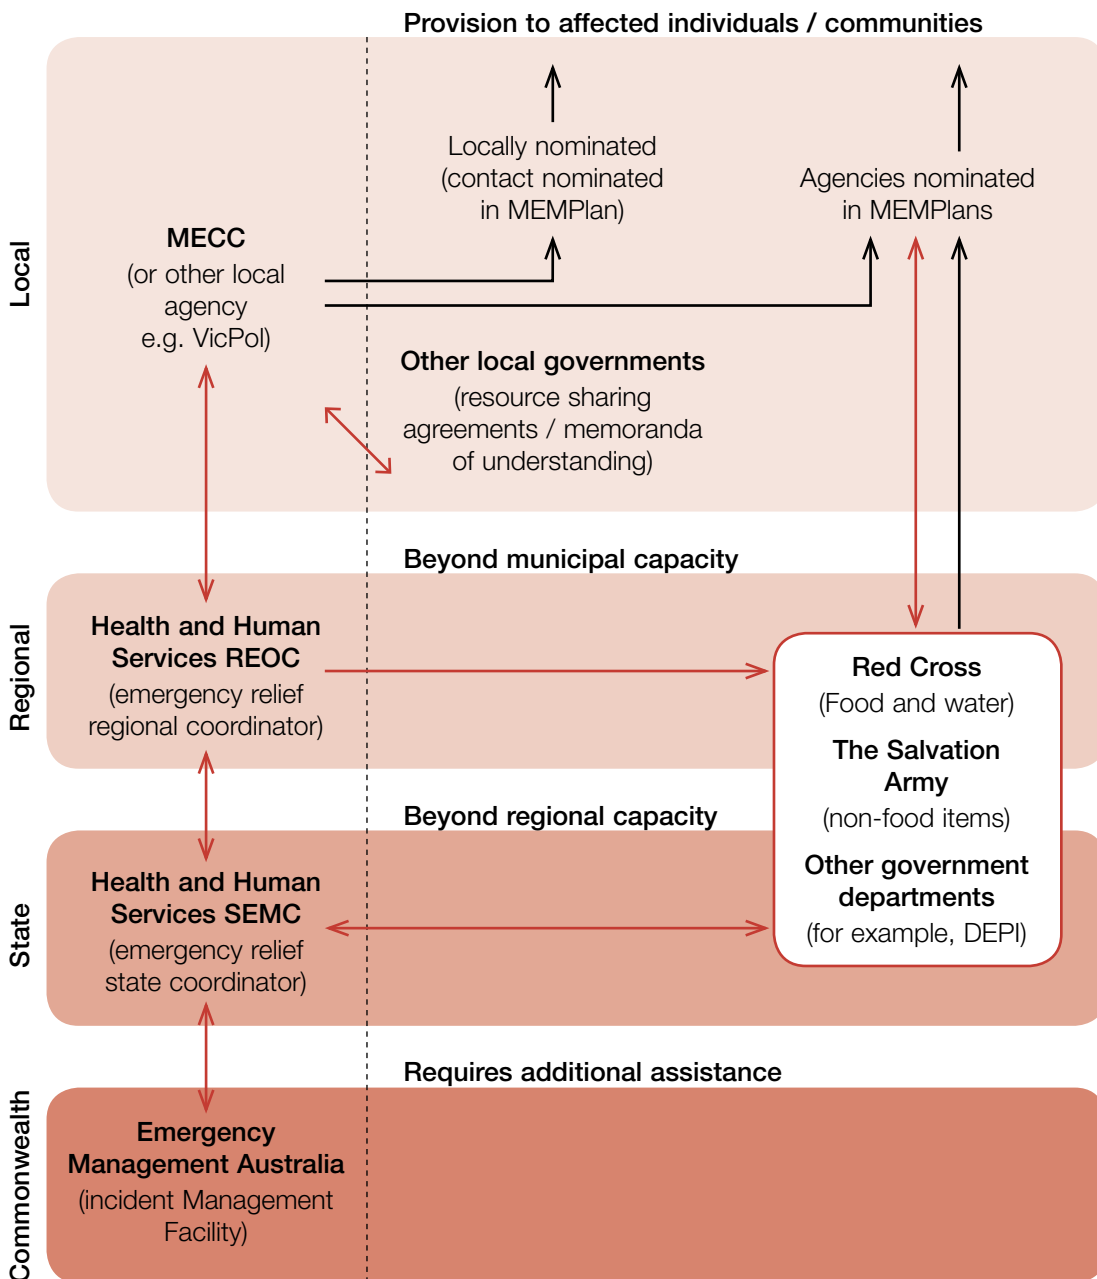 Provision to affected individuals / communities
Local
MECC
(or other local
agency
e.g. VicPol)
Locally nominated
(contact nominated
in MEMPlan)
Agencies nominated
in MEMPlans
Other local governments
(resource sharing
agreements / memoranda
of understanding)
Beyond municipal capacity
Regional
Health and Human
Services REOC
(emergency relief
regional coordinator)
Red Cross
(Food and water)
The Salvation
Army
(non-food items)
Other government
departments
(for example, DEPI)
Beyond regional capacity
State
Health and Human
Services SEMC
(emergency relief
state coordinator)
Requires additional assistance
Commonwealth
Emergency
Management Australia
(incident Management
Facility)